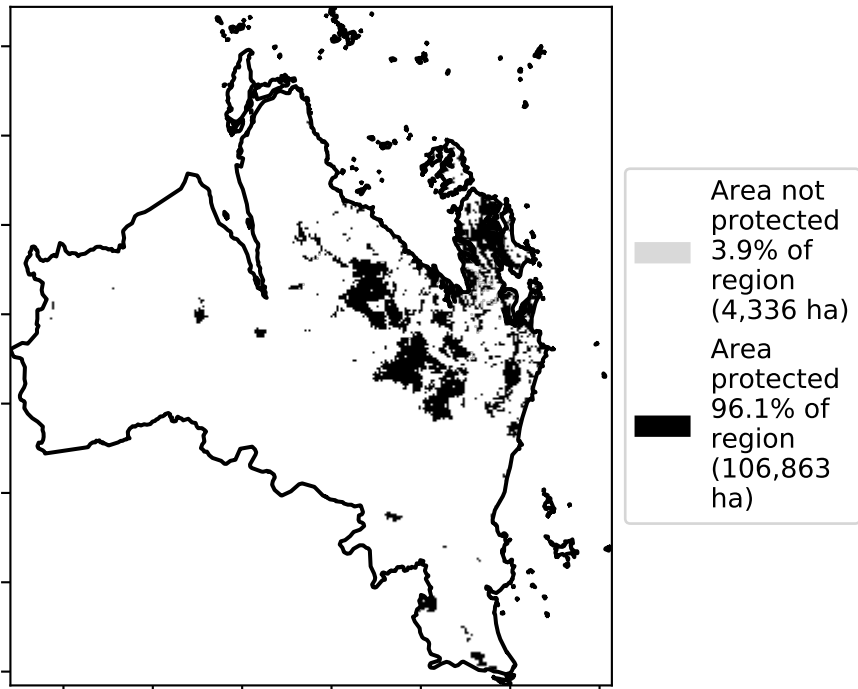 Area not
protected
3.9% of
region
(4,336 ha)
Area
protected
96.1% of
region
(106,863
ha)